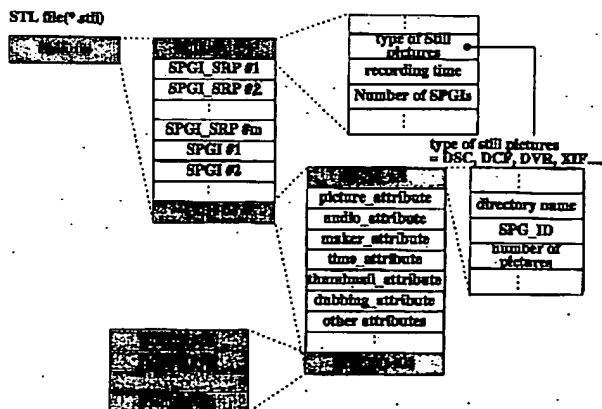 STL file(*.stil)
SPGI_SRP #1
SPGI_SRP #2
⋮
SPGI_SRP #m
SPGI #1
SPGI #2
⋮
⋮
type of Still
pictures
recording time
Number of SPGIs
⋮
type of still pictures
= DSC, DCF, DVR, XIF...
picture_attribute
audio_attribute
maker_attribute
time_attribute
thumbnail_attribute
dubbing_attribute
other attributes
⋮
⋮
directory name
SPG_ID
number of
pictures
⋮